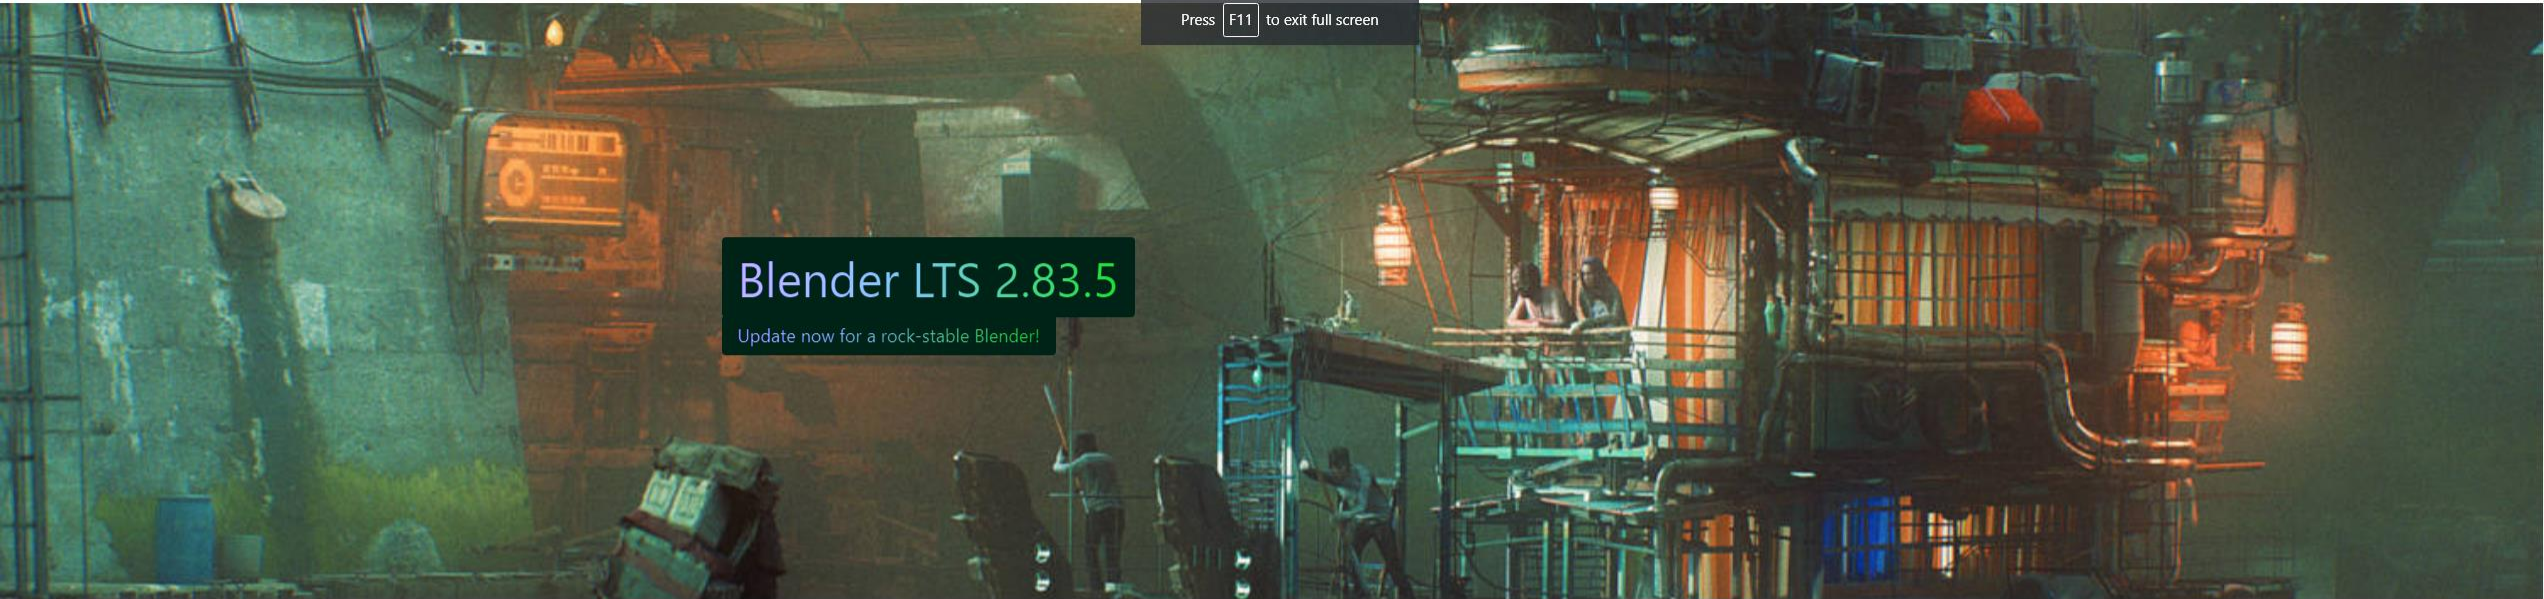 Press F11 to exit full screen
Blender LTS 2.83.5
Update now for a rock-stable Blender!